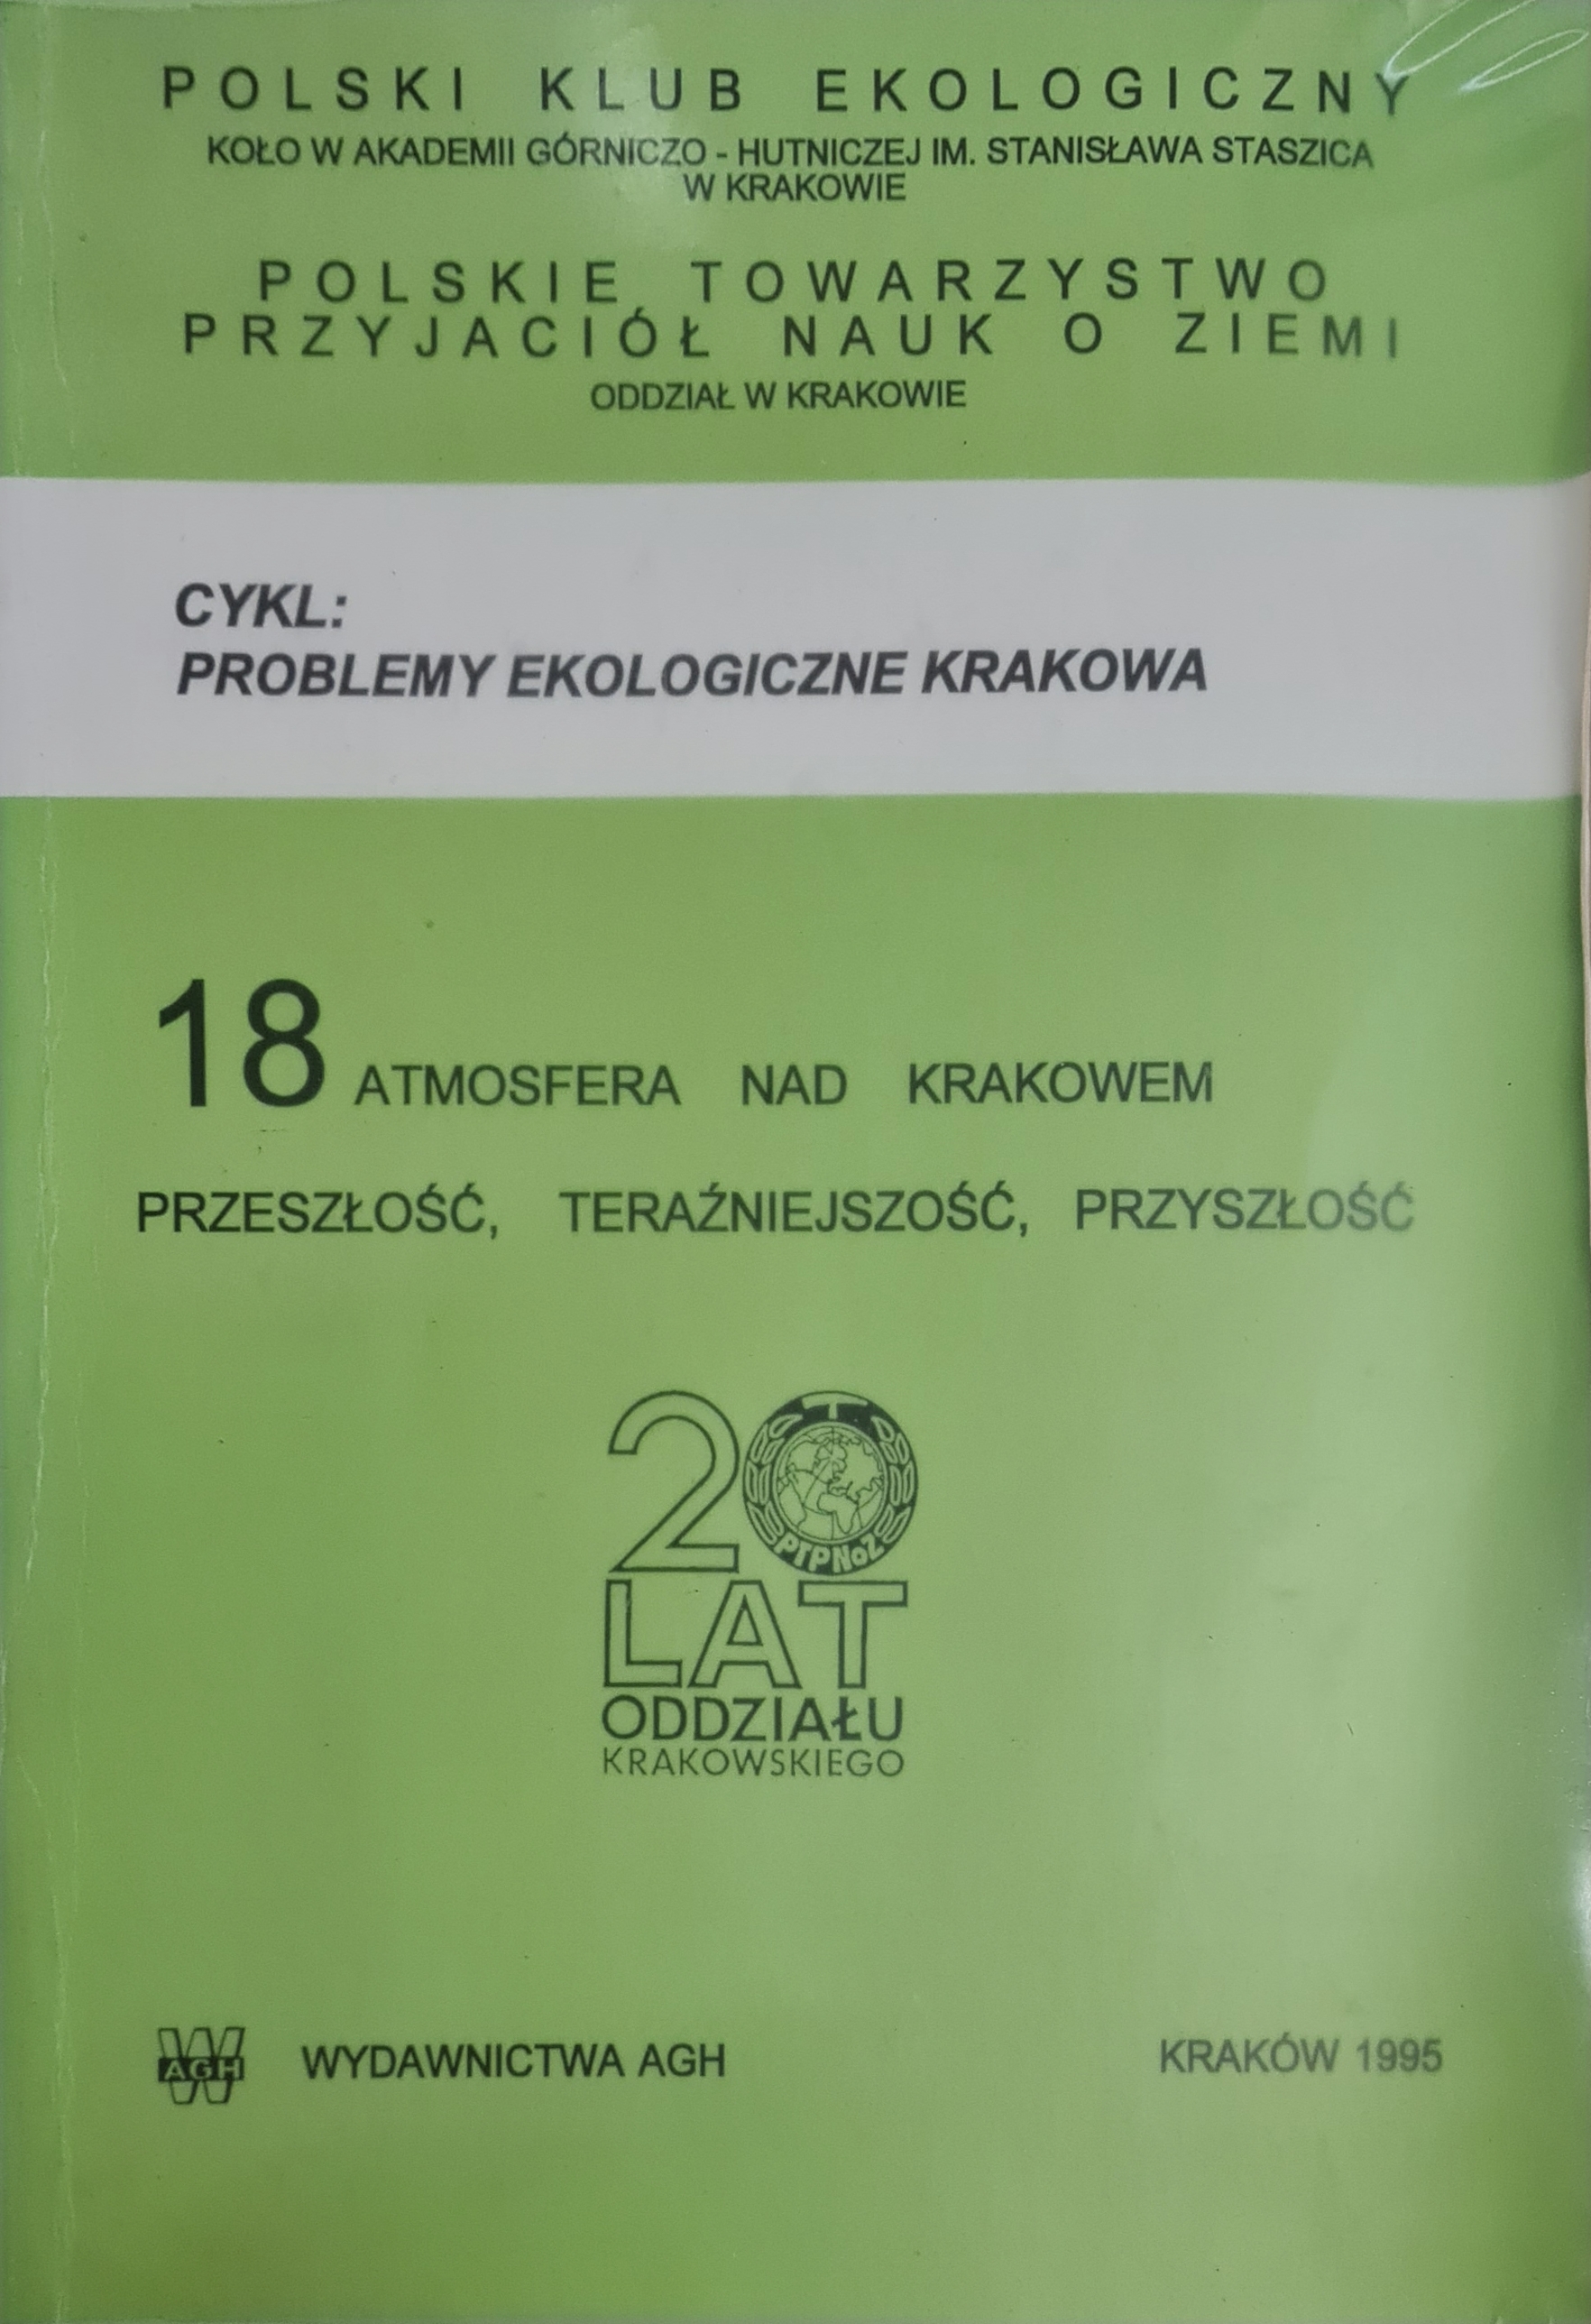 POLSKI KLUB EKOLOGICZNY
KOŁO W AKADEMII GÓRNICZO - HUTNICZEJ IM. STANISŁAWA STASZICA
W KRAKOWIE
POLSKIE TOWARZYSTWO
PRZYJACIÓŁ NAUK O ZIEMI
ODDZIAŁ W KRAKOWIE
CYKL:
PROBLEMY EKOLOGICZNE KRAKOWA
18 ATMOSFERA NAD KRAKOWEM
PRZESZŁOŚĆ, TERAŹNIEJSZOŚĆ, PRZYSZŁOŚĆ
20
PTPNoZ
LAT
ODDZIAŁU
KRAKOWSKIEGO
W AGH WYDAWNICTWA AGH KRAKÓW 1995